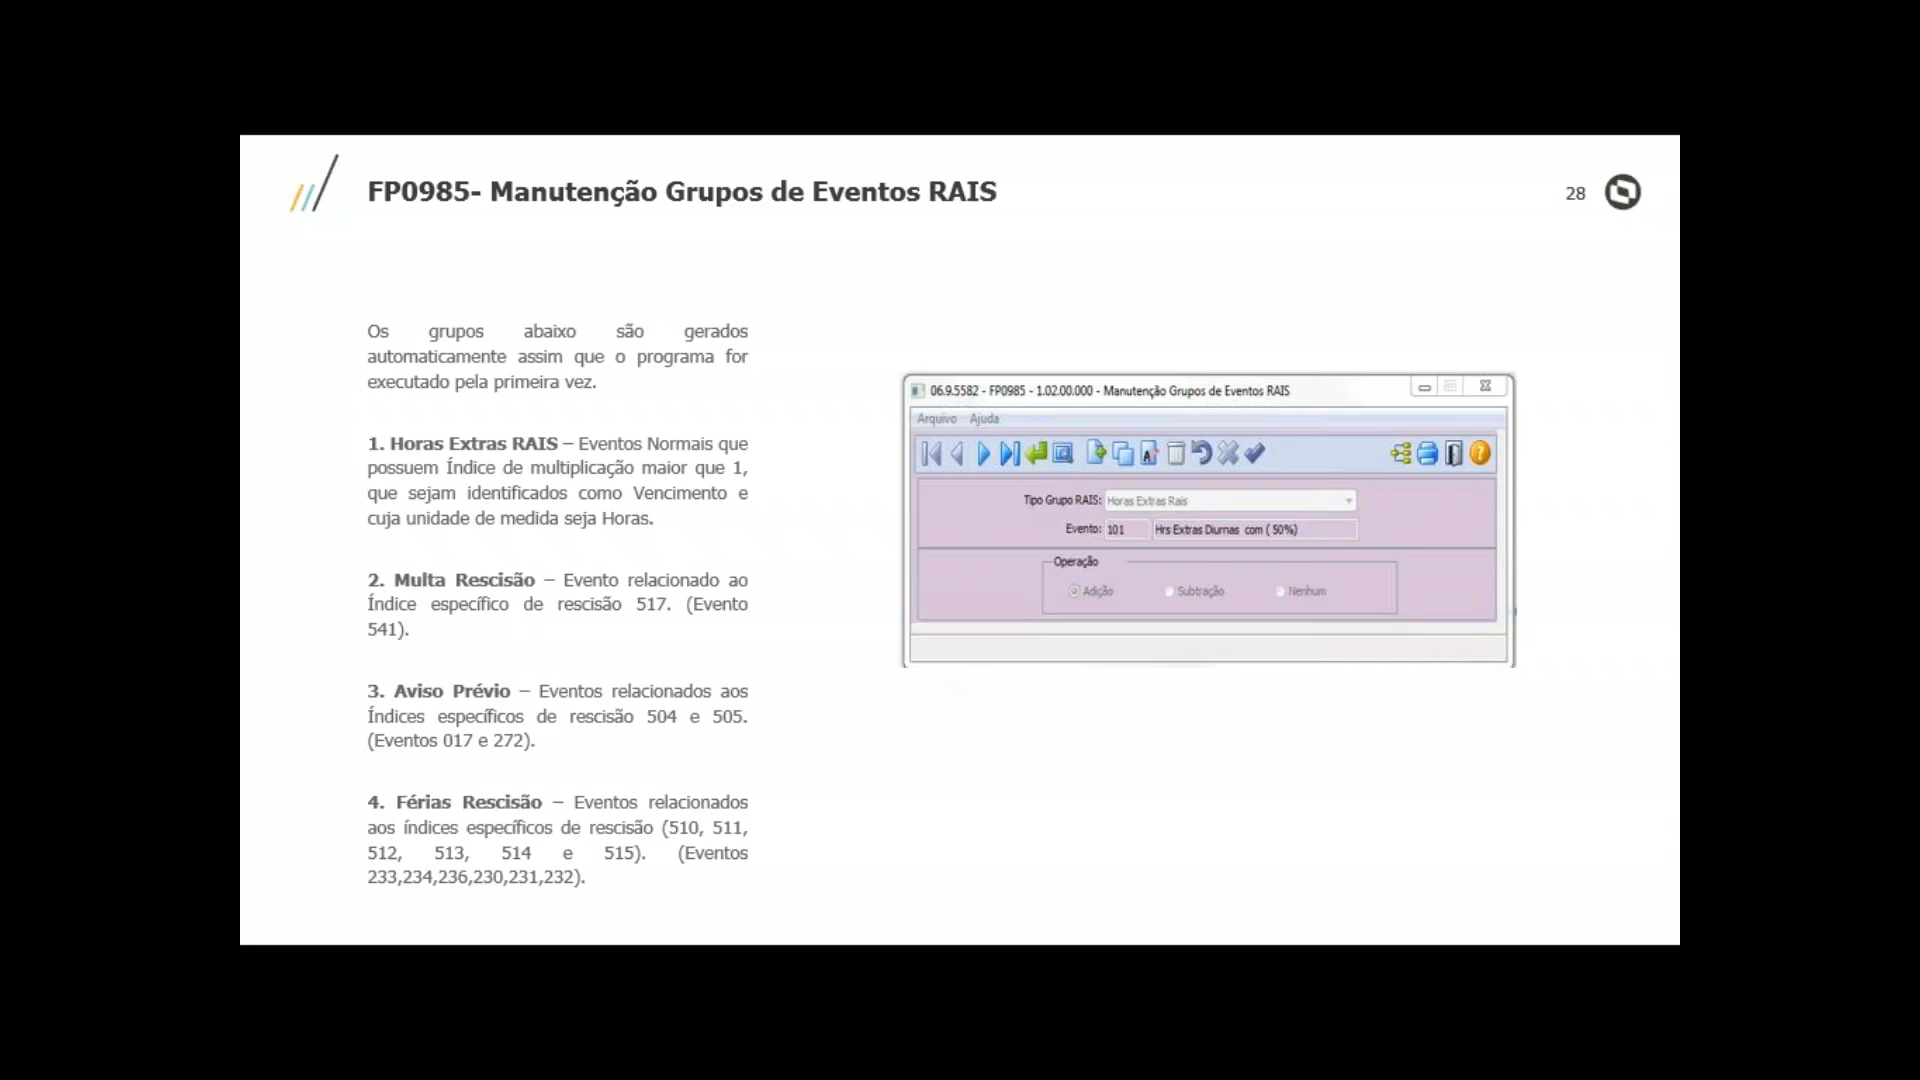 FP0985- Manutenção Grupos de Eventos RAIS
28
Os grupos abaixo são gerados
automaticamente assim que o programa for
executado pela primeira vez.
1. Horas Extras RAIS – Eventos Normais que
possuem Índice de multiplicação maior que 1,
que sejam identificados como Vencimento e
cuja unidade de medida seja Horas.
2. Multa Rescisão – Evento relacionado ao
Índice específico de rescisão 517. (Evento
541).
3. Aviso Prévio – Eventos relacionados aos
Índices específicos de rescisão 504 e 505.
(Eventos 017 e 272).
4. Férias Rescisão – Eventos relacionados
aos índices específicos de rescisão (510, 511,
512, 513, 514 e 515). (Eventos
233,234,236,230,231,232).
06.9.5582 - FP0985 - 1.02.00.000 - Manutenção Grupos de Eventos RAIS
Arquivo Ajuda
Tipo Grupo RAIS: Horas Extras Rais
Evento: 101 Hrs Extras Diurnas com ( 50%)
Operação
Adição Subtração Nenhum